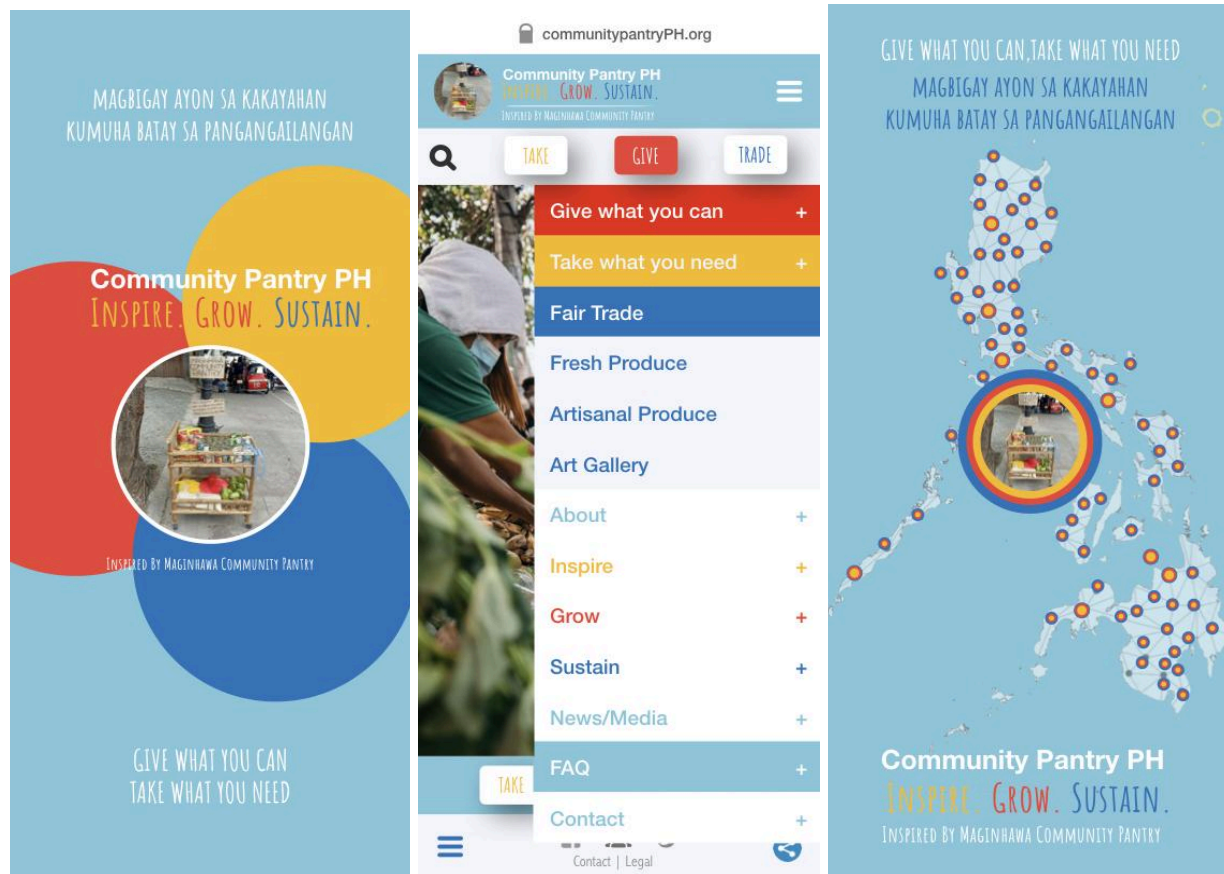 MAGBIGAY AYON SA KAKAYAHAN
KUMUHA BATAY SA PANGANGAILANGAN
Community Pantry PH
INSPIRE. GROW. SUSTAIN.
INSPIRED BY MAGINHAWA COMMUNITY PANTRY
GIVE WHAT YOU CAN
TAKE WHAT YOU NEED
communitypantryPH.org
Community Pantry PH
INSPIRE. GROW. SUSTAIN.
INSPIRED BY MAGINHAWA COMMUNITY PANTRY
TAKE
GIVE
TRADE
Give what you can +
Take what you need +
Fair Trade
Fresh Produce
Artisanal Produce
Art Gallery
About +
Inspire +
Grow +
Sustain +
News/Media +
FAQ +
Contact +
TAKE
Contact | Legal
GIVE WHAT YOU CAN,TAKE WHAT YOU NEED
MAGBIGAY AYON SA KAKAYAHAN
KUMUHA BATAY SA PANGANGAILANGAN
Community Pantry PH
INSPIRE. GROW. SUSTAIN.
INSPIRED BY MAGINHAWA COMMUNITY PANTRY